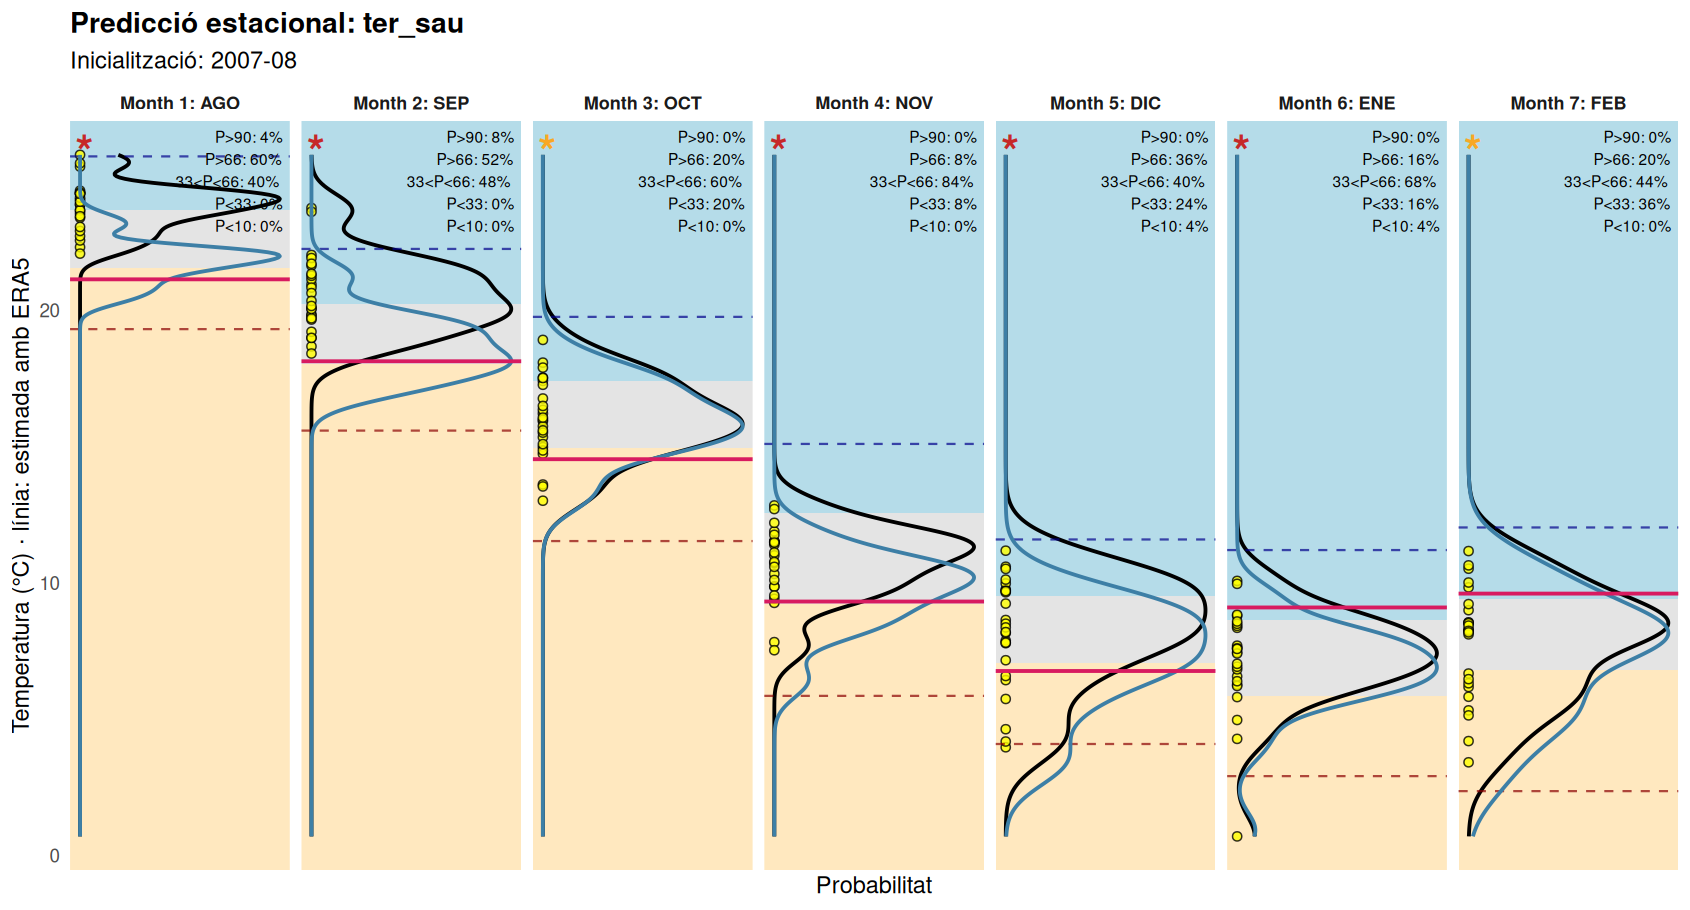 Predicció estacional: ter_sau
Inicialització: 2007-08
Month 1: AGO
Month 2: SEP
Month 3: OCT
Month 4: NOV
Month 5: DIC
Month 6: ENE
Month 7: FEB
*
P>90: 4%
P>66: 60%
33<P<66: 40%
P<33: 0%
P<10: 0%
*
P>90: 8%
P>66: 52%
33<P<66: 48%
P<33: 0%
P<10: 0%
*
P>90: 0%
P>66: 20%
33<P<66: 60%
P<33: 20%
P<10: 0%
*
P>90: 0%
P>66: 8%
33<P<66: 84%
P<33: 8%
P<10: 0%
*
P>90: 0%
P>66: 36%
33<P<66: 40%
P<33: 24%
P<10: 4%
*
P>90: 0%
P>66: 16%
33<P<66: 68%
P<33: 16%
P<10: 4%
*
P>90: 0%
P>66: 20%
33<P<66: 44%
P<33: 36%
P<10: 0%
Temperatura (°C) · línia: estimada amb ERA5
20
10
0
Probabilitat